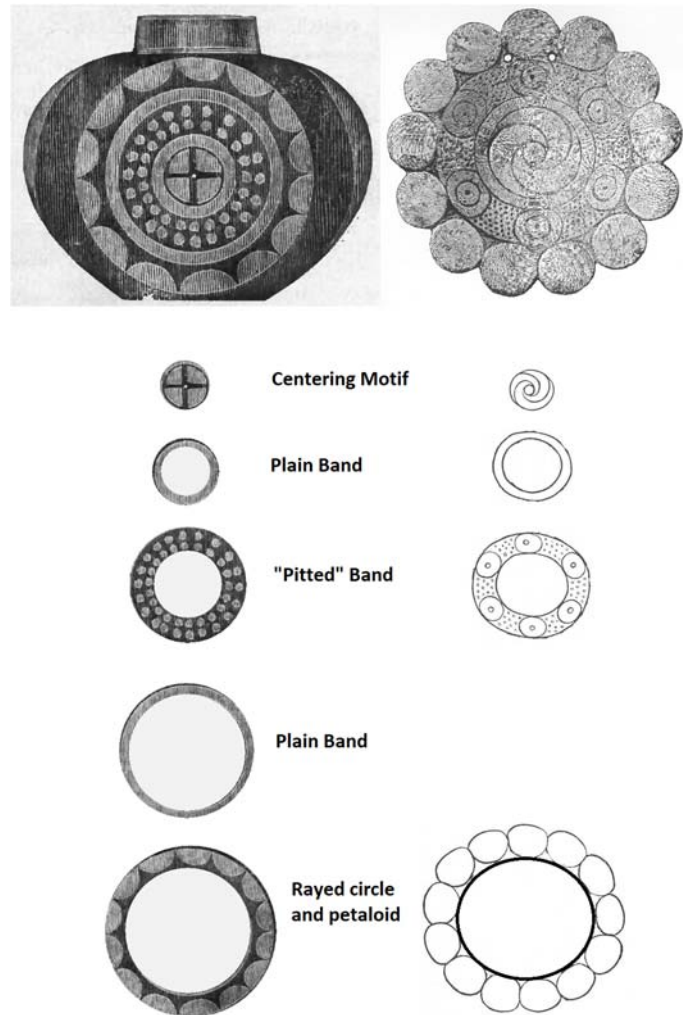 Centering Motif
Plain Band
"Pitted" Band
Plain Band
Rayed circle
and petaloid